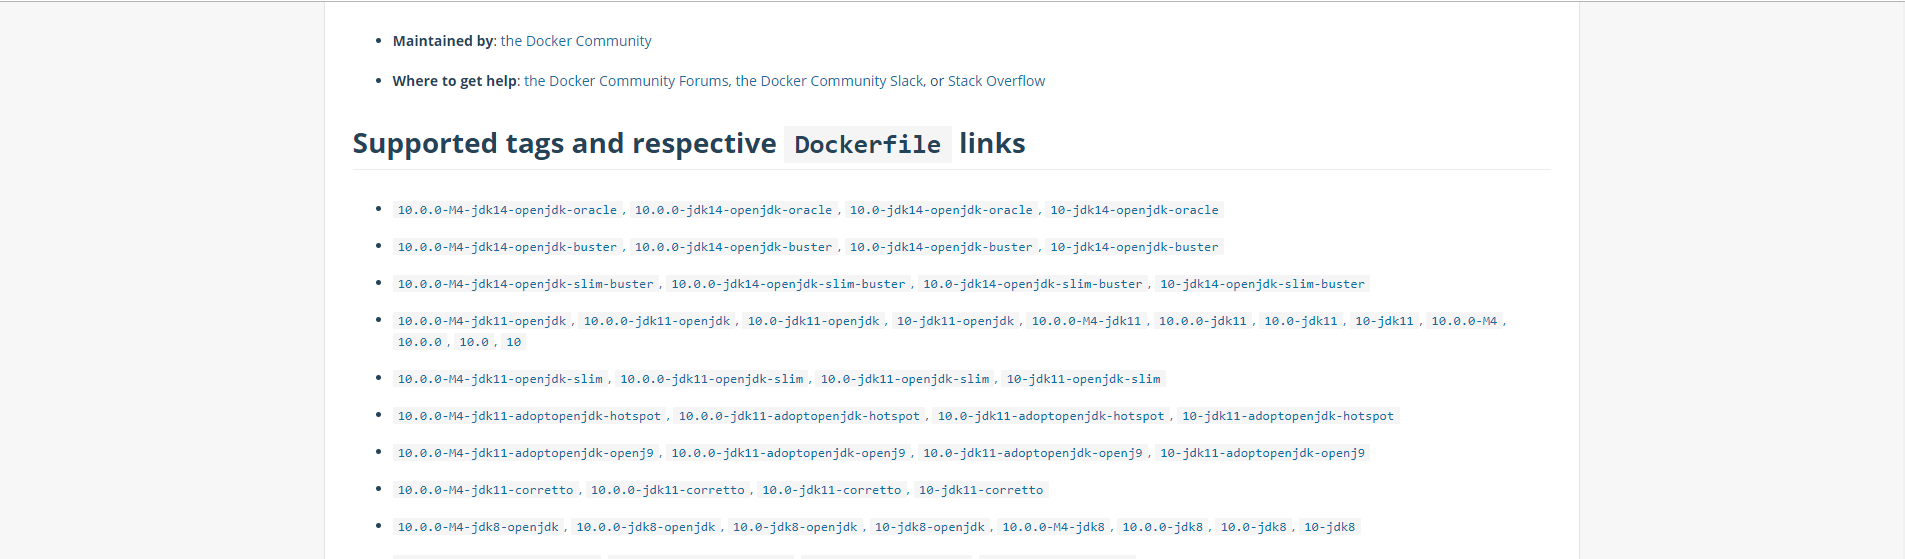 • Maintained by: the Docker Community
• Where to get help: the Docker Community Forums, the Docker Community Slack, or Stack Overflow
Supported tags and respective Dockerfile links
• 10.0.0-M4-jdk14-openjdk-oracle, 10.0.0-jdk14-openjdk-oracle, 10.0-jdk14-openjdk-oracle, 10-jdk14-openjdk-oracle
• 10.0.0-M4-jdk14-openjdk-buster, 10.0.0-jdk14-openjdk-buster, 10.0-jdk14-openjdk-buster, 10-jdk14-openjdk-buster
• 10.0.0-M4-jdk14-openjdk-slim-buster, 10.0.0-jdk14-openjdk-slim-buster, 10.0-jdk14-openjdk-slim-buster, 10-jdk14-openjdk-slim-buster
• 10.0.0-M4-jdk11-openjdk, 10.0.0-jdk11-openjdk, 10.0-jdk11-openjdk, 10-jdk11-openjdk, 10.0.0-M4-jdk11, 10.0.0-jdk11, 10.0-jdk11, 10-jdk11, 10.0.0-M4,
10.0.0, 10.0, 10
• 10.0.0-M4-jdk11-openjdk-slim, 10.0.0-jdk11-openjdk-slim, 10.0-jdk11-openjdk-slim, 10-jdk11-openjdk-slim
• 10.0.0-M4-jdk11-adoptopenjdk-hotspot, 10.0.0-jdk11-adoptopenjdk-hotspot, 10.0-jdk11-adoptopenjdk-hotspot, 10-jdk11-adoptopenjdk-hotspot
• 10.0.0-M4-jdk11-adoptopenjdk-openj9, 10.0.0-jdk11-adoptopenjdk-openj9, 10.0-jdk11-adoptopenjdk-openj9, 10-jdk11-adoptopenjdk-openj9
• 10.0.0-M4-jdk11-corretto, 10.0.0-jdk11-corretto, 10.0-jdk11-corretto, 10-jdk11-corretto
• 10.0.0-M4-jdk8-openjdk, 10.0.0-jdk8-openjdk, 10.0-jdk8-openjdk, 10-jdk8-openjdk, 10.0.0-M4-jdk8, 10.0.0-jdk8, 10.0-jdk8, 10-jdk8